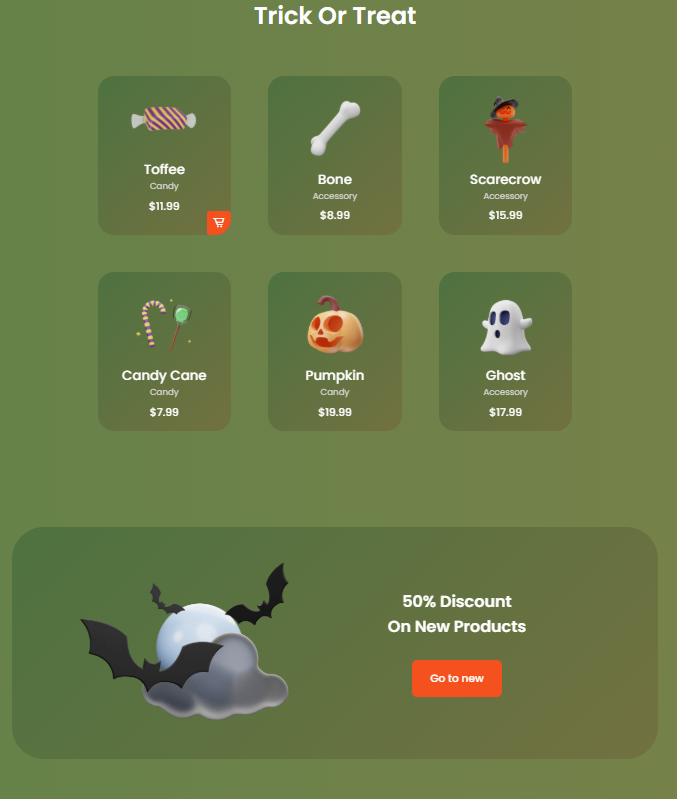 Trick Or Treat
Toffee
Candy
$11.99
Bone
Accessory
$8.99
Scarecrow
Accessory
$15.99
Candy Cane
Candy
$7.99
Pumpkin
Candy
$19.99
Ghost
Accessory
$17.99
50% Discount
On New Products
Go to new